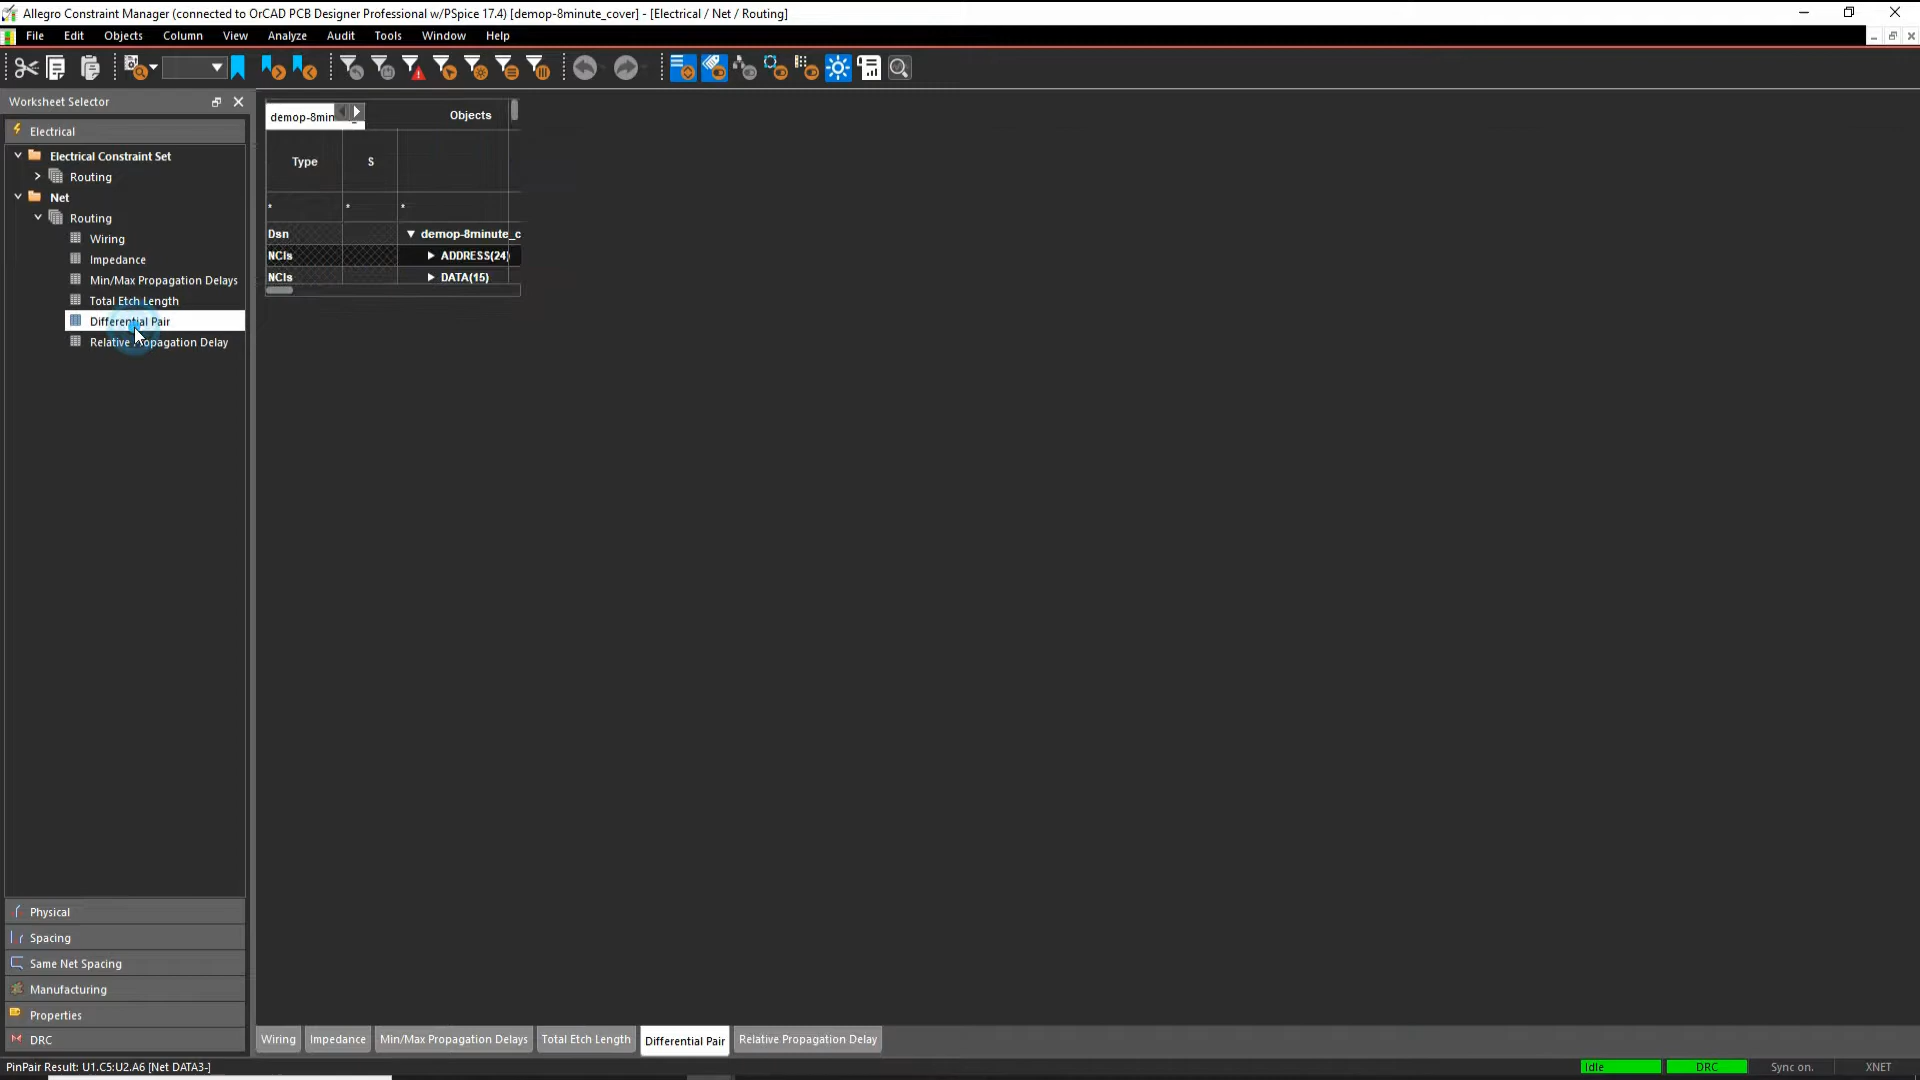 Allegro Constraint Manager (connected to OrCAD PCB Designer Professional w/PSpice 17.4) [demop-8minute_cover] - [Electrical / Net / Routing]
File Edit Objects Column View Analyze Audit Tools Window Help
Worksheet Selector
Electrical
Electrical Constraint Set
Routing
Net
Routing
Wiring
Impedance
Min/Max Propagation Delays
Total Etch Length
Differential Pair
Relative Propagation Delay
demop-8min
Objects
Type S
* * *
Dsn demop-8minute_c
NCls ADDRESS(24)
NCls DATA(15)
Physical
Spacing
Same Net Spacing
Manufacturing
Properties
DRC
Wiring Impedance Min/Max Propagation Delays Total Etch Length Differential Pair Relative Propagation Delay
PinPair Result: U1.C5:U2.A6 [Net DATA3-] Idle DRC Sync on. XNET